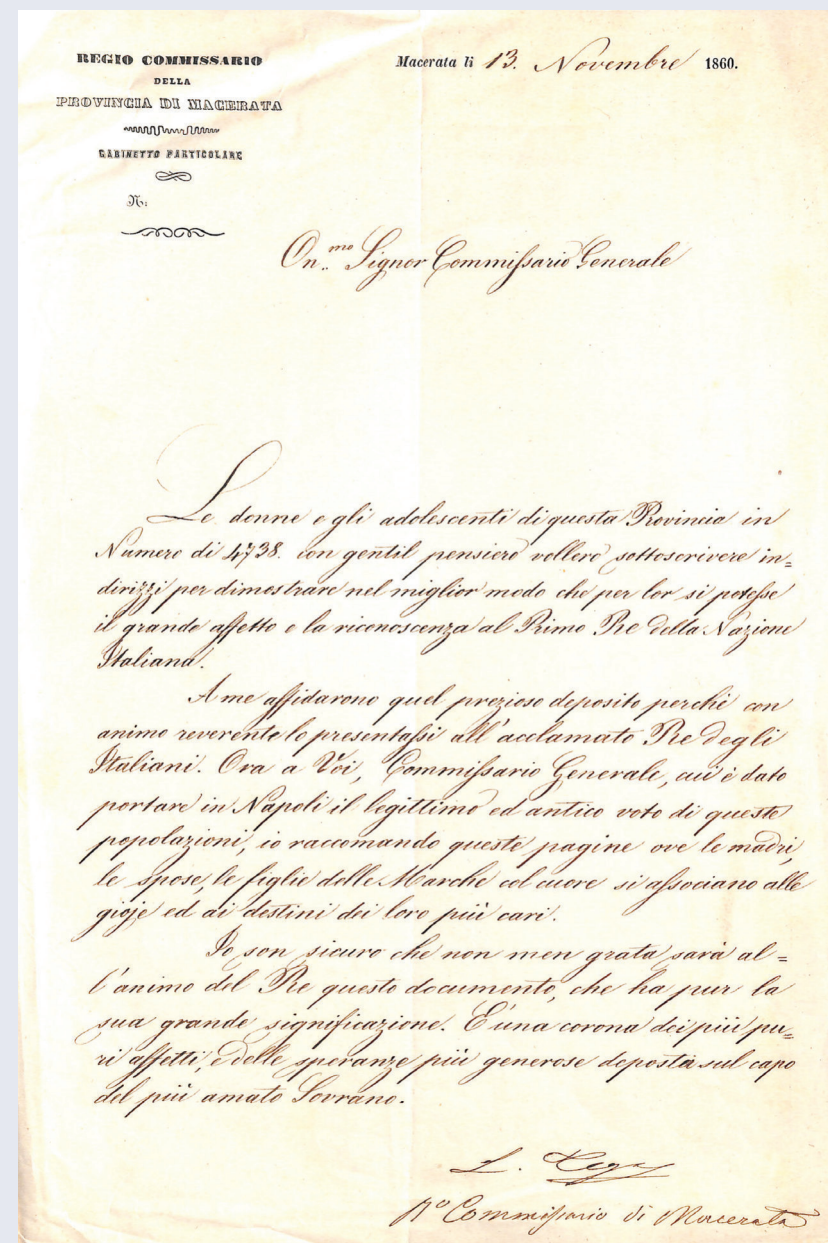 REGIO COMMISSARIO
DELLA
PROVINCIA DI MACERATA
GABINETTO PARTICOLARE
N:
Macerata li 13. Novembre 1860.
On.mo Signor Commissario Generale
Le donne e gli adolescenti di questa Provincia in
Numero di 4738. con gentil pensiero vollero sottoscrivere in=
dirizzi per dimostrare nel miglior modo che per lor si potesse
il grande affetto e la riconoscenza al Primo Re della Nazione
Italiana.
A me affidarono quel prezioso deposito perchè con
animo reverente lo presentassi all'acclamato Re degli
Italiani. Ora a Voi, Commissario Generale, cui è dato
portare in Napoli il legittimo ed antico voto di queste
popolazioni, io raccomando queste pagine ove le madri,
le spose, le figlie delle Marche col cuore si associano alle
gioje ed ai destini dei loro più cari.
Io son sicuro che non men grata sarà al=
l'animo del Re questo documento, che ha pur la
sua grande significazione. È una corona dei più pu=
ri affetti, e delle speranze più generose deposta sul capo
del più amato Sovrano.
L. Tegas
Ro Commissario di Macerata